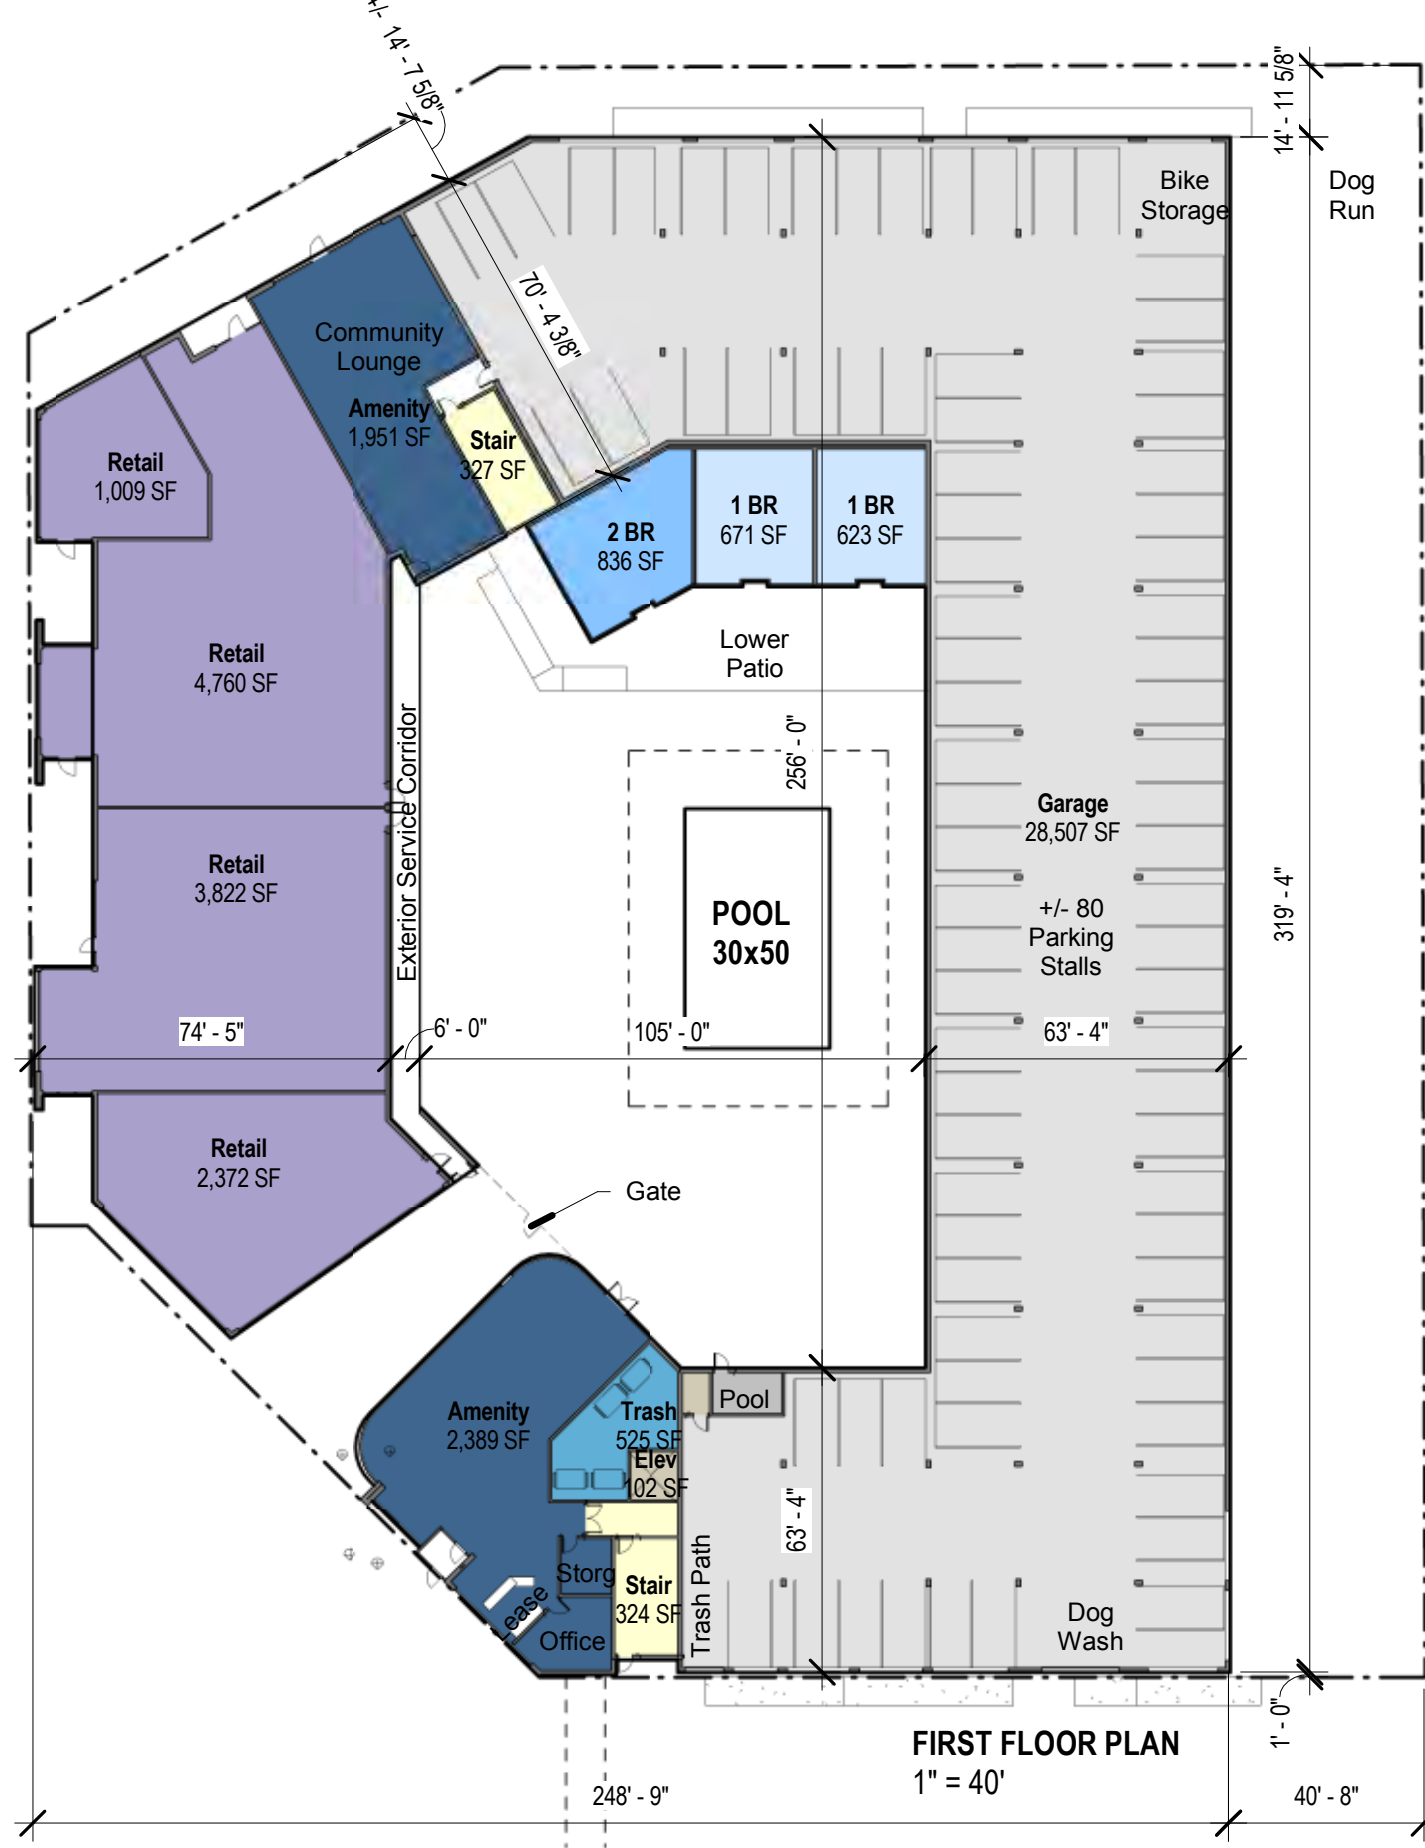 +/- 14' - 7 5/8"
14' - 11 5/8"
Bike
Storage
Dog
Run
70' - 4 3/8"
Community
Lounge
Amenity
1,951 SF
Stair
327 SF
Retail
1,009 SF
2 BR
836 SF
1 BR
671 SF
1 BR
623 SF
Retail
4,760 SF
Lower
Patio
Exterior Service Corridor
256' - 0"
Garage
28,507 SF
+/- 80
Parking
Stalls
Retail
3,822 SF
POOL
30x50
319' - 4"
74' - 5"
6' - 0"
105' - 0"
63' - 4"
Retail
2,372 SF
Gate
Amenity
2,389 SF
Trash
525 SF
Elev
102 SF
Pool
63' - 4"
Storg
Stair
324 SF
Trash Path
Lease
Office
Dog
Wash
1' - 0"
FIRST FLOOR PLAN
1" = 40'
248' - 9"
40' - 8"